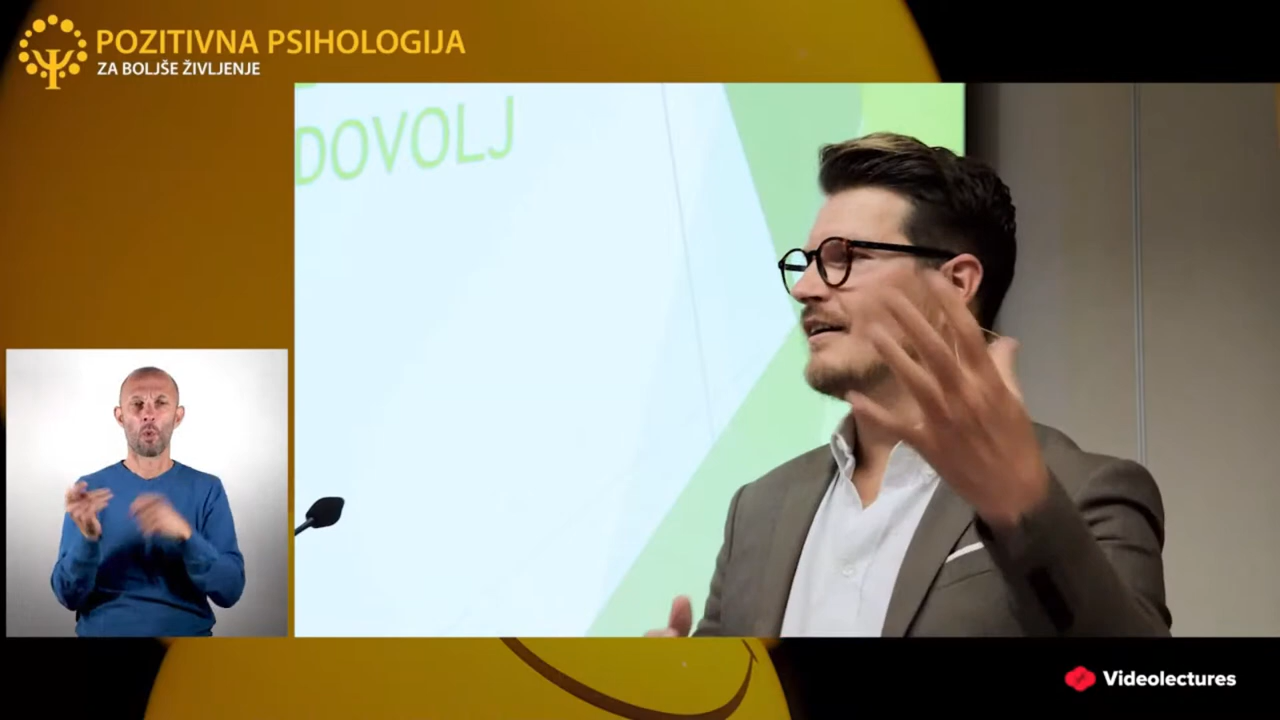 POZITIVNA PSIHOLOGIJA
ZA BOLJŠE ŽIVLJENJE
DOVOLJ
Videolectures